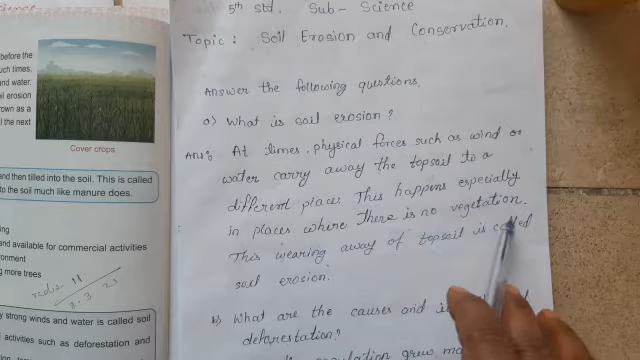 before the
uch times,
and water.
il erosion
rown as a
l the next
Cover crops
and then tilled into the soil. This is called
to the soil much like manure does.
ing
and available for commercial activities
ronment
g more trees
y strong winds and water is called soil
activities such as deforestation and
5th std. Sub - Science
Topic: Soil Erosion and Conservation.
Answer the following questions.
a) What is soil erosion?
Ans: At times, physical forces such as wind or
water carry away the topsoil to a
different place. This happens especially
in places where There is no vegetation.
This wearing away of topsoil is called
soil erosion.
b) What are the causes and
deforestation?